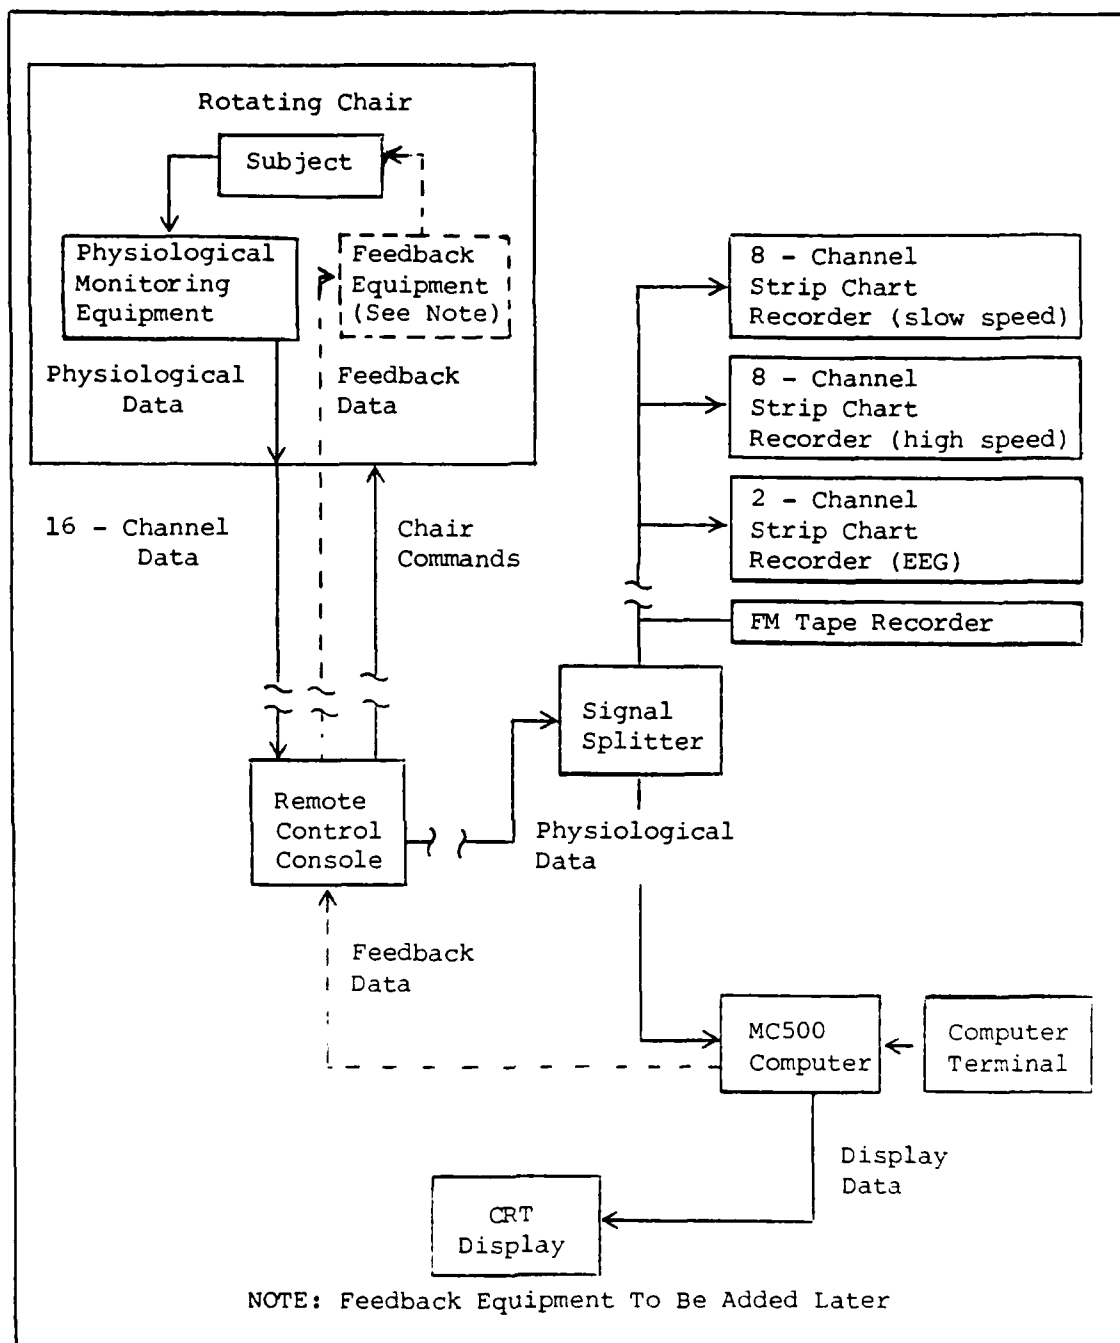 Rotating Chair
Subject
Physiological
Monitoring
Equipment
Feedback
Equipment
(See Note)
Physiological
Data
Feedback
Data
8 - Channel
Strip Chart
Recorder (slow speed)
8 - Channel
Strip Chart
Recorder (high speed)
2 - Channel
Strip Chart
Recorder (EEG)
FM Tape Recorder
16 - Channel
Data
Chair
Commands
Signal
Splitter
Remote
Control
Console
Physiological
Data
Feedback
Data
MC500
Computer
Computer
Terminal
Display
Data
CRT
Display
NOTE: Feedback Equipment To Be Added Later